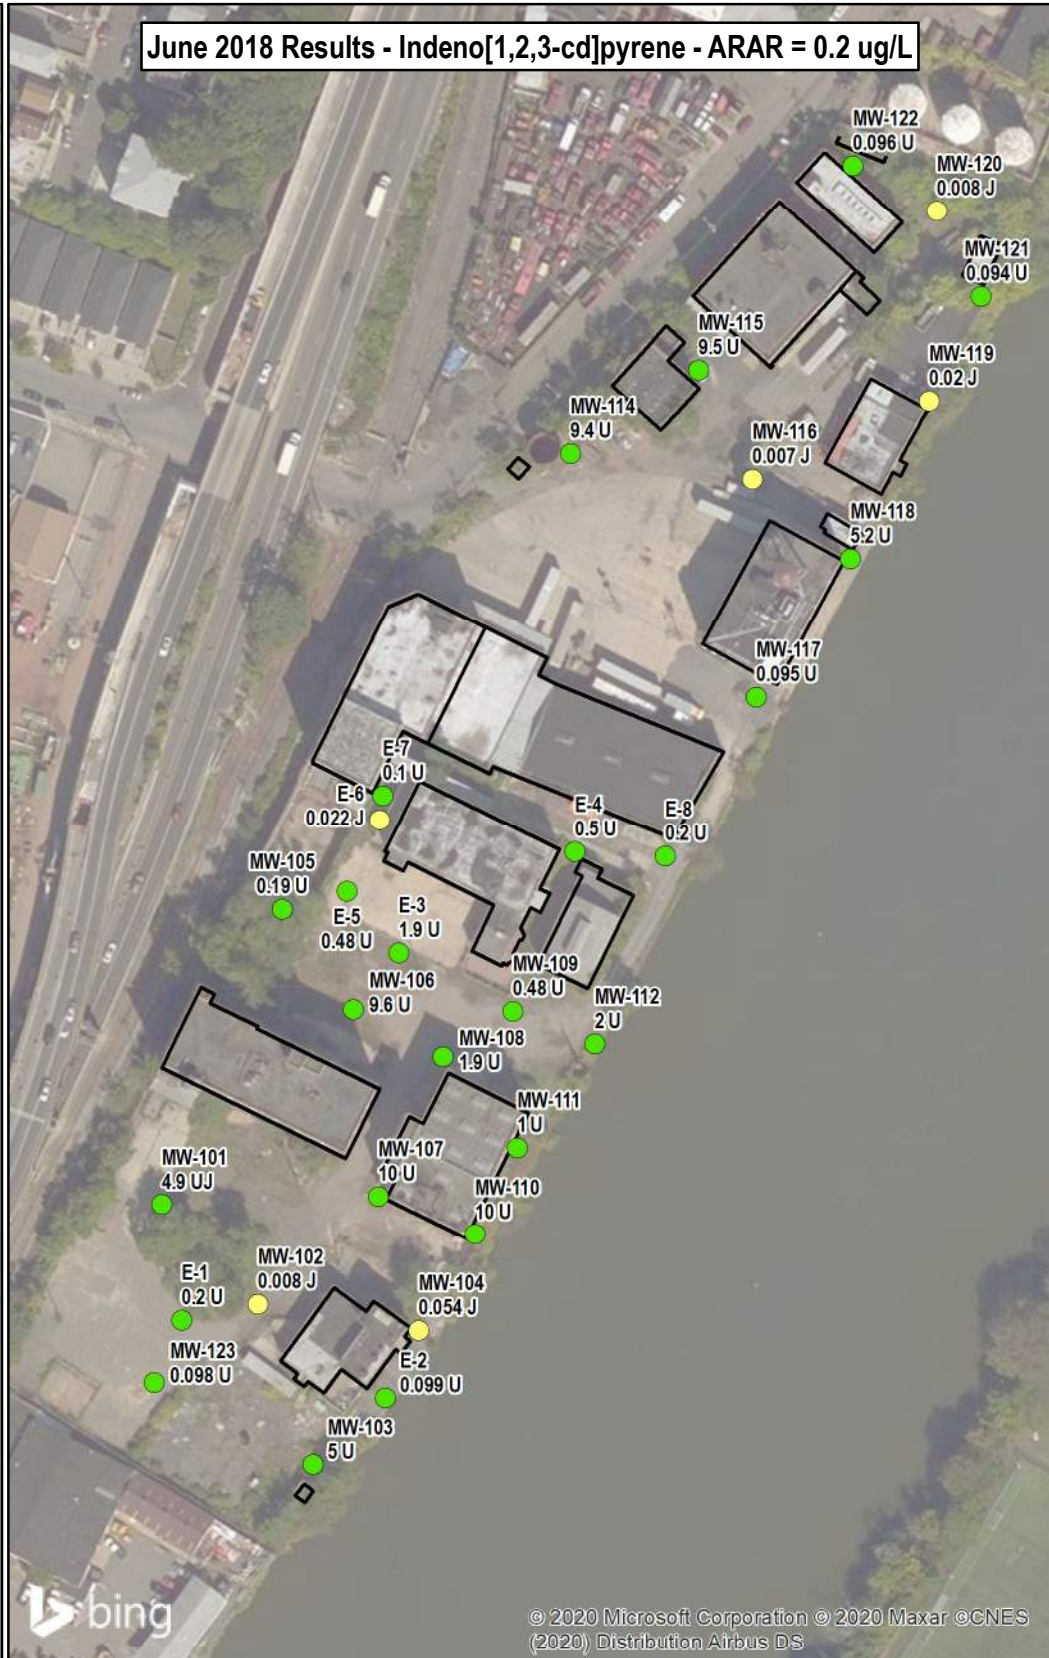 June 2018 Results - Indeno[1,2,3-cd]pyrene - ARAR = 0.2 ug/L
MW-122
0.096 U
MW-120
0.008 J
MW-121
0.094 U
MW-115
9.5 U
MW-119
0.02 J
MW-114
9.4 U
MW-116
0.007 J
MW-118
5.2 U
MW-117
0.095 U
E-7
0.1 U
E-6
0.022 J
E-4
0.5 U
E-8
0.2 U
MW-105
0.19 U
E-5
0.48 U
E-3
1.9 U
MW-106
9.6 U
MW-109
0.48 U
MW-112
2 U
MW-108
1.9 U
MW-111
1 U
MW-107
10 U
MW-110
10 U
MW-101
4.9 UJ
MW-102
0.008 J
MW-104
0.054 J
E-1
0.2 U
MW-123
0.098 U
E-2
0.099 U
MW-103
5 U
bing
© 2020 Microsoft Corporation © 2020 Maxar ©CNES
(2020) Distribution Airbus DS